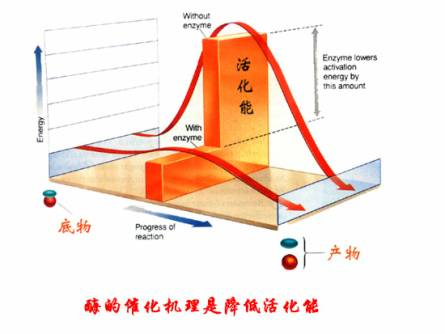 Without
enzyme
活
化
能
Enzyme lowers
activation
energy by
this amount
Energy
With
enzyme
底物
Progress of
reaction
产物
酶的催化机理是降低活化能